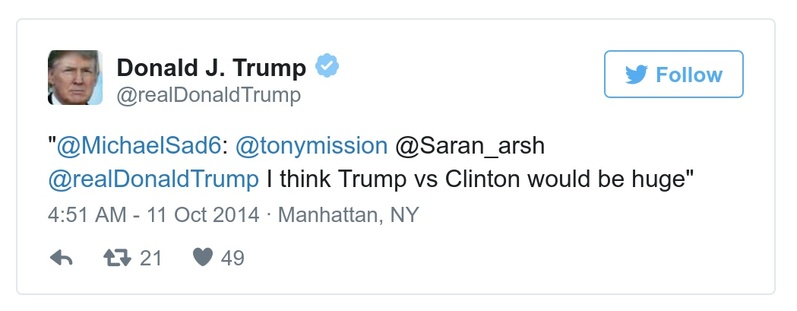 Donald J. Trump
@realDonaldTrump
Follow
"@MichaelSad6: @tonymission @Saran_arsh
@realDonaldTrump I think Trump vs Clinton would be huge"
4:51 AM - 11 Oct 2014 · Manhattan, NY
21 49